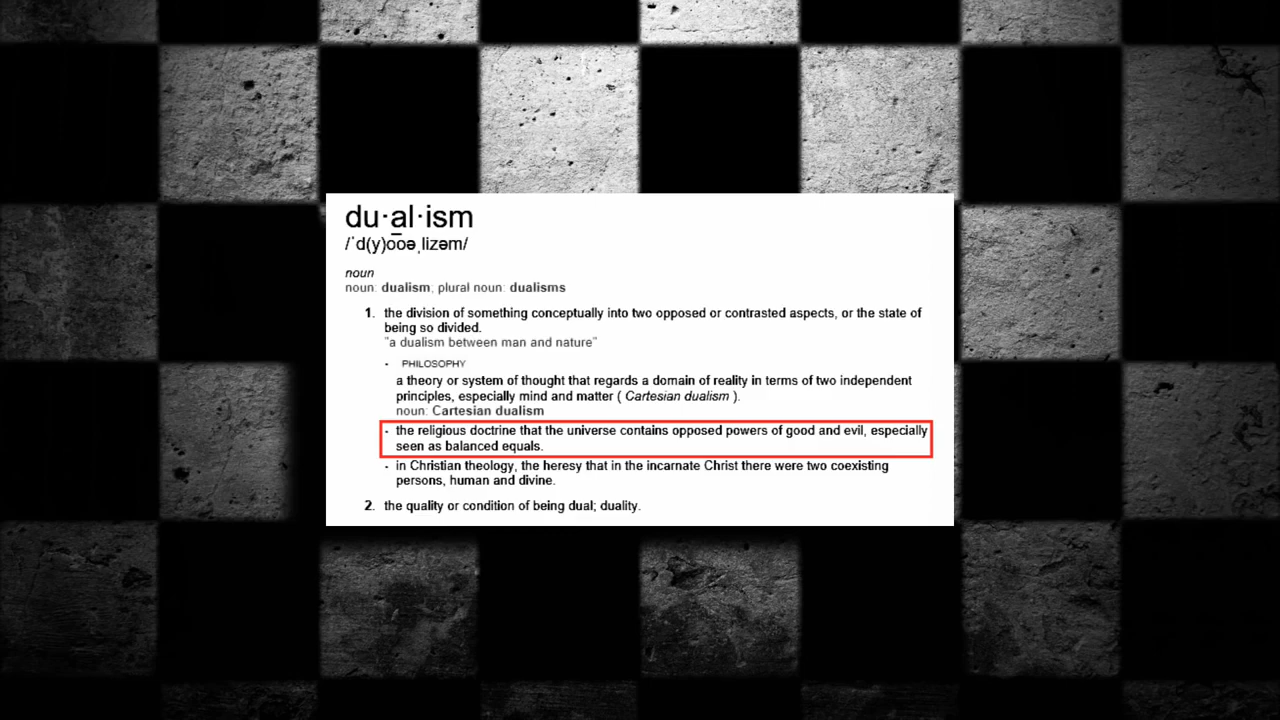 du·al·ism
/ˈd(y)o͞oəˌlizəm/
noun
noun: dualism; plural noun: dualisms
1. the division of something conceptually into two opposed or contrasted aspects, or the state of
being so divided.
"a dualism between man and nature"
- PHILOSOPHY
a theory or system of thought that regards a domain of reality in terms of two independent
principles, especially mind and matter ( Cartesian dualism ).
noun: Cartesian dualism
- the religious doctrine that the universe contains opposed powers of good and evil, especially
seen as balanced equals.
- in Christian theology, the heresy that in the incarnate Christ there were two coexisting
persons, human and divine.
2. the quality or condition of being dual; duality.